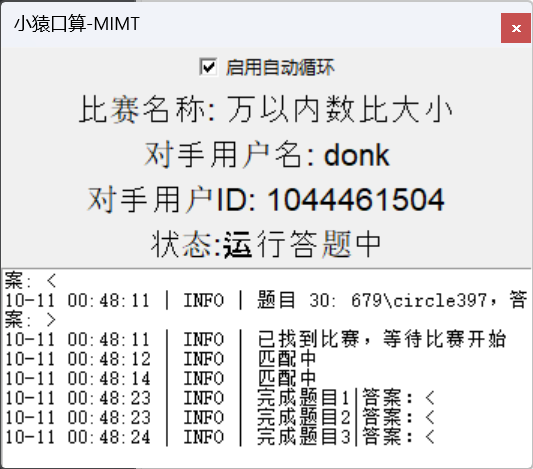 小猿口算-MIMT
启用自动循环
比赛名称: 万以内数比大小
对手用户名: donk
对手用户ID: 1044461504
状态:运行答题中
案: <
10-11 00:48:11 | INFO | 题目 30: 679\circle397，答
案: >
10-11 00:48:11 | INFO | 已找到比赛，等待比赛开始
10-11 00:48:12 | INFO | 匹配中
10-11 00:48:14 | INFO | 匹配中
10-11 00:48:23 | INFO | 完成题目1|答案: <
10-11 00:48:23 | INFO | 完成题目2|答案: <
10-11 00:48:24 | INFO | 完成题目3|答案: <